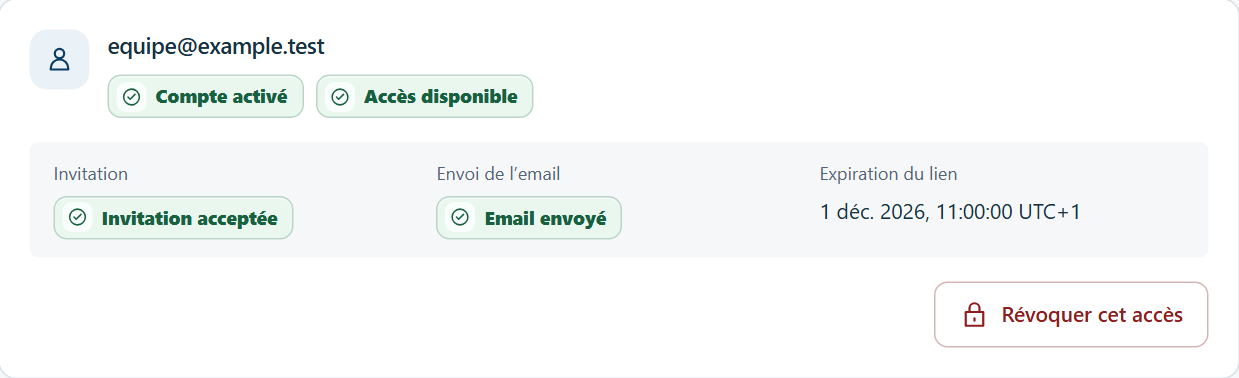 equipe@example.test
Compte activé Accès disponible
Invitation Envoi de l’email Expiration du lien
Invitation acceptée Email envoyé 1 déc. 2026, 11:00:00 UTC+1
Révoquer cet accès